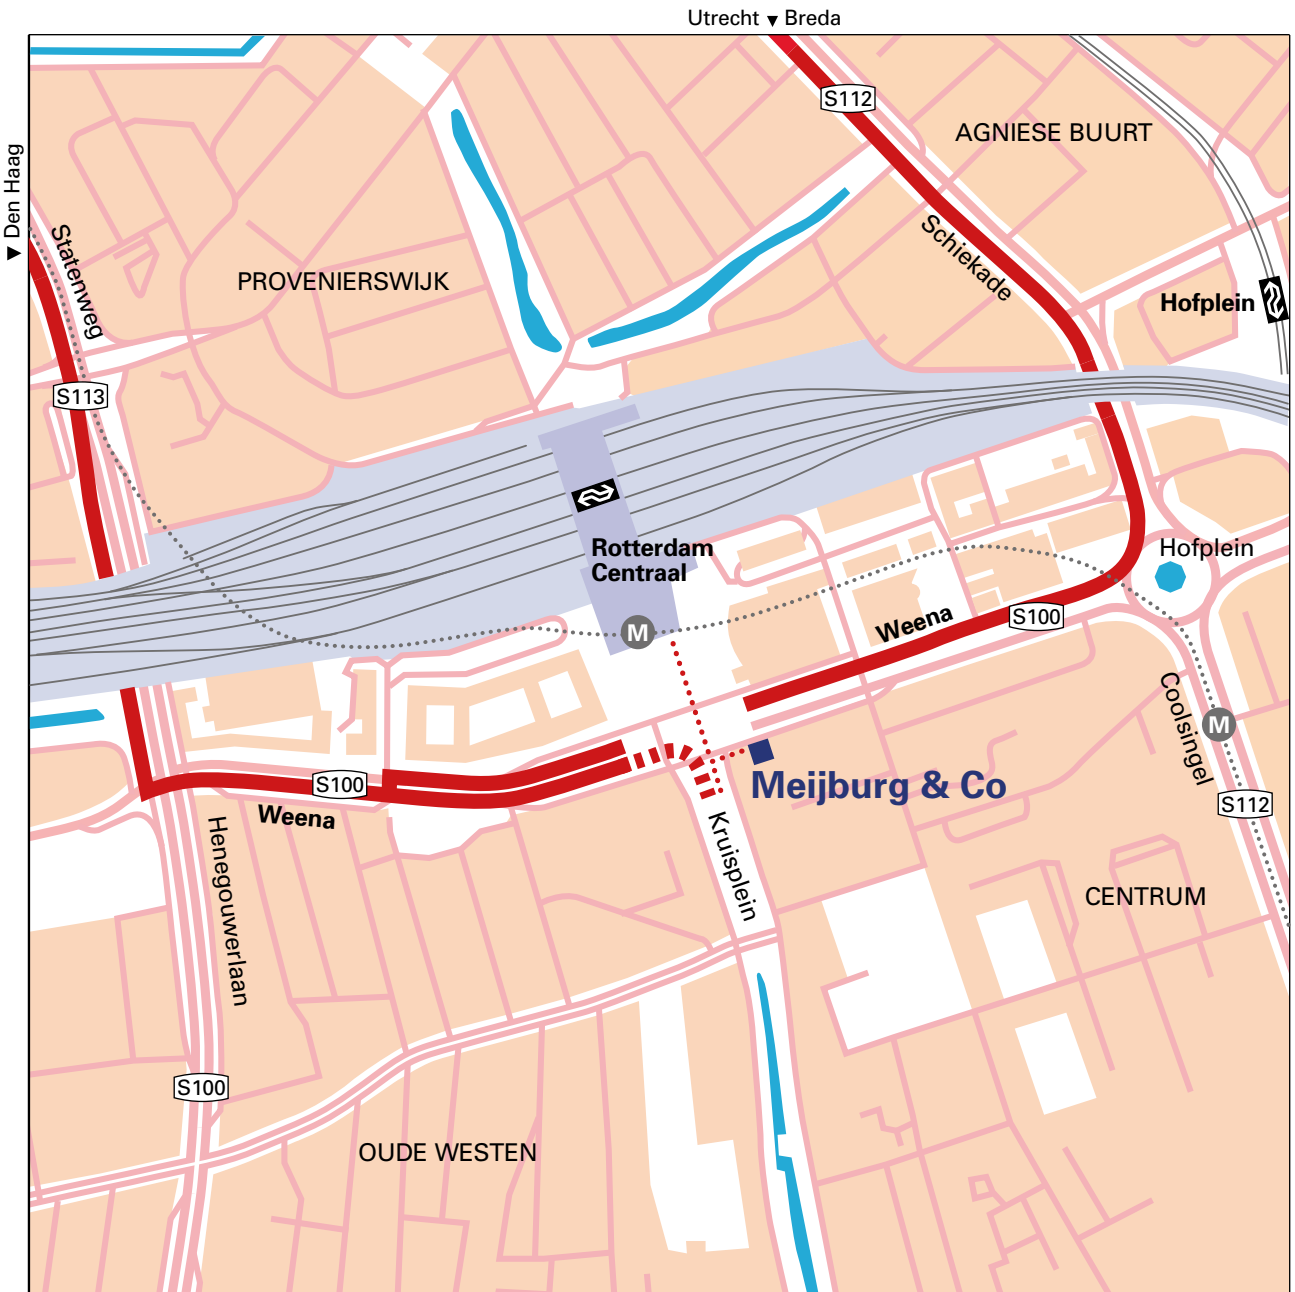 Utrecht ▼ Breda
S112
AGNIESE BUURT
▼ Den Haag
Statenweg
Schiekade
PROVENIERSWIJK
Hofplein
S113
Rotterdam
Centraal
Hofplein
M
Weena
S100
Coolsingel
M
S100
Meijburg & Co
S112
Weena
Kruisplein
Henegouwerlaan
CENTRUM
S100
OUDE WESTEN